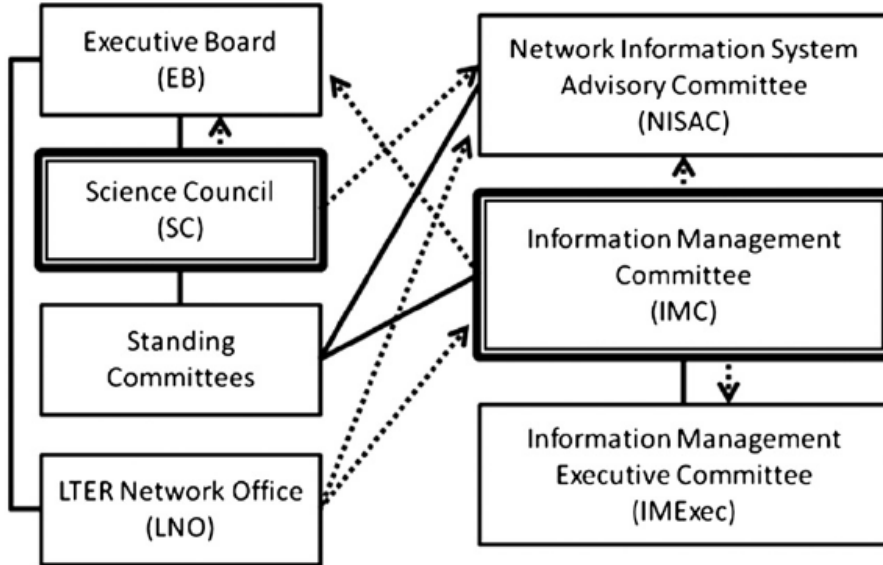 Executive Board
(EB)
Science Council
(SC)
Standing
Committees
LTER Network Office
(LNO)
Network Information System
Advisory Committee
(NISAC)
Information Management
Committee
(IMC)
Information Management
Executive Committee
(IMExec)